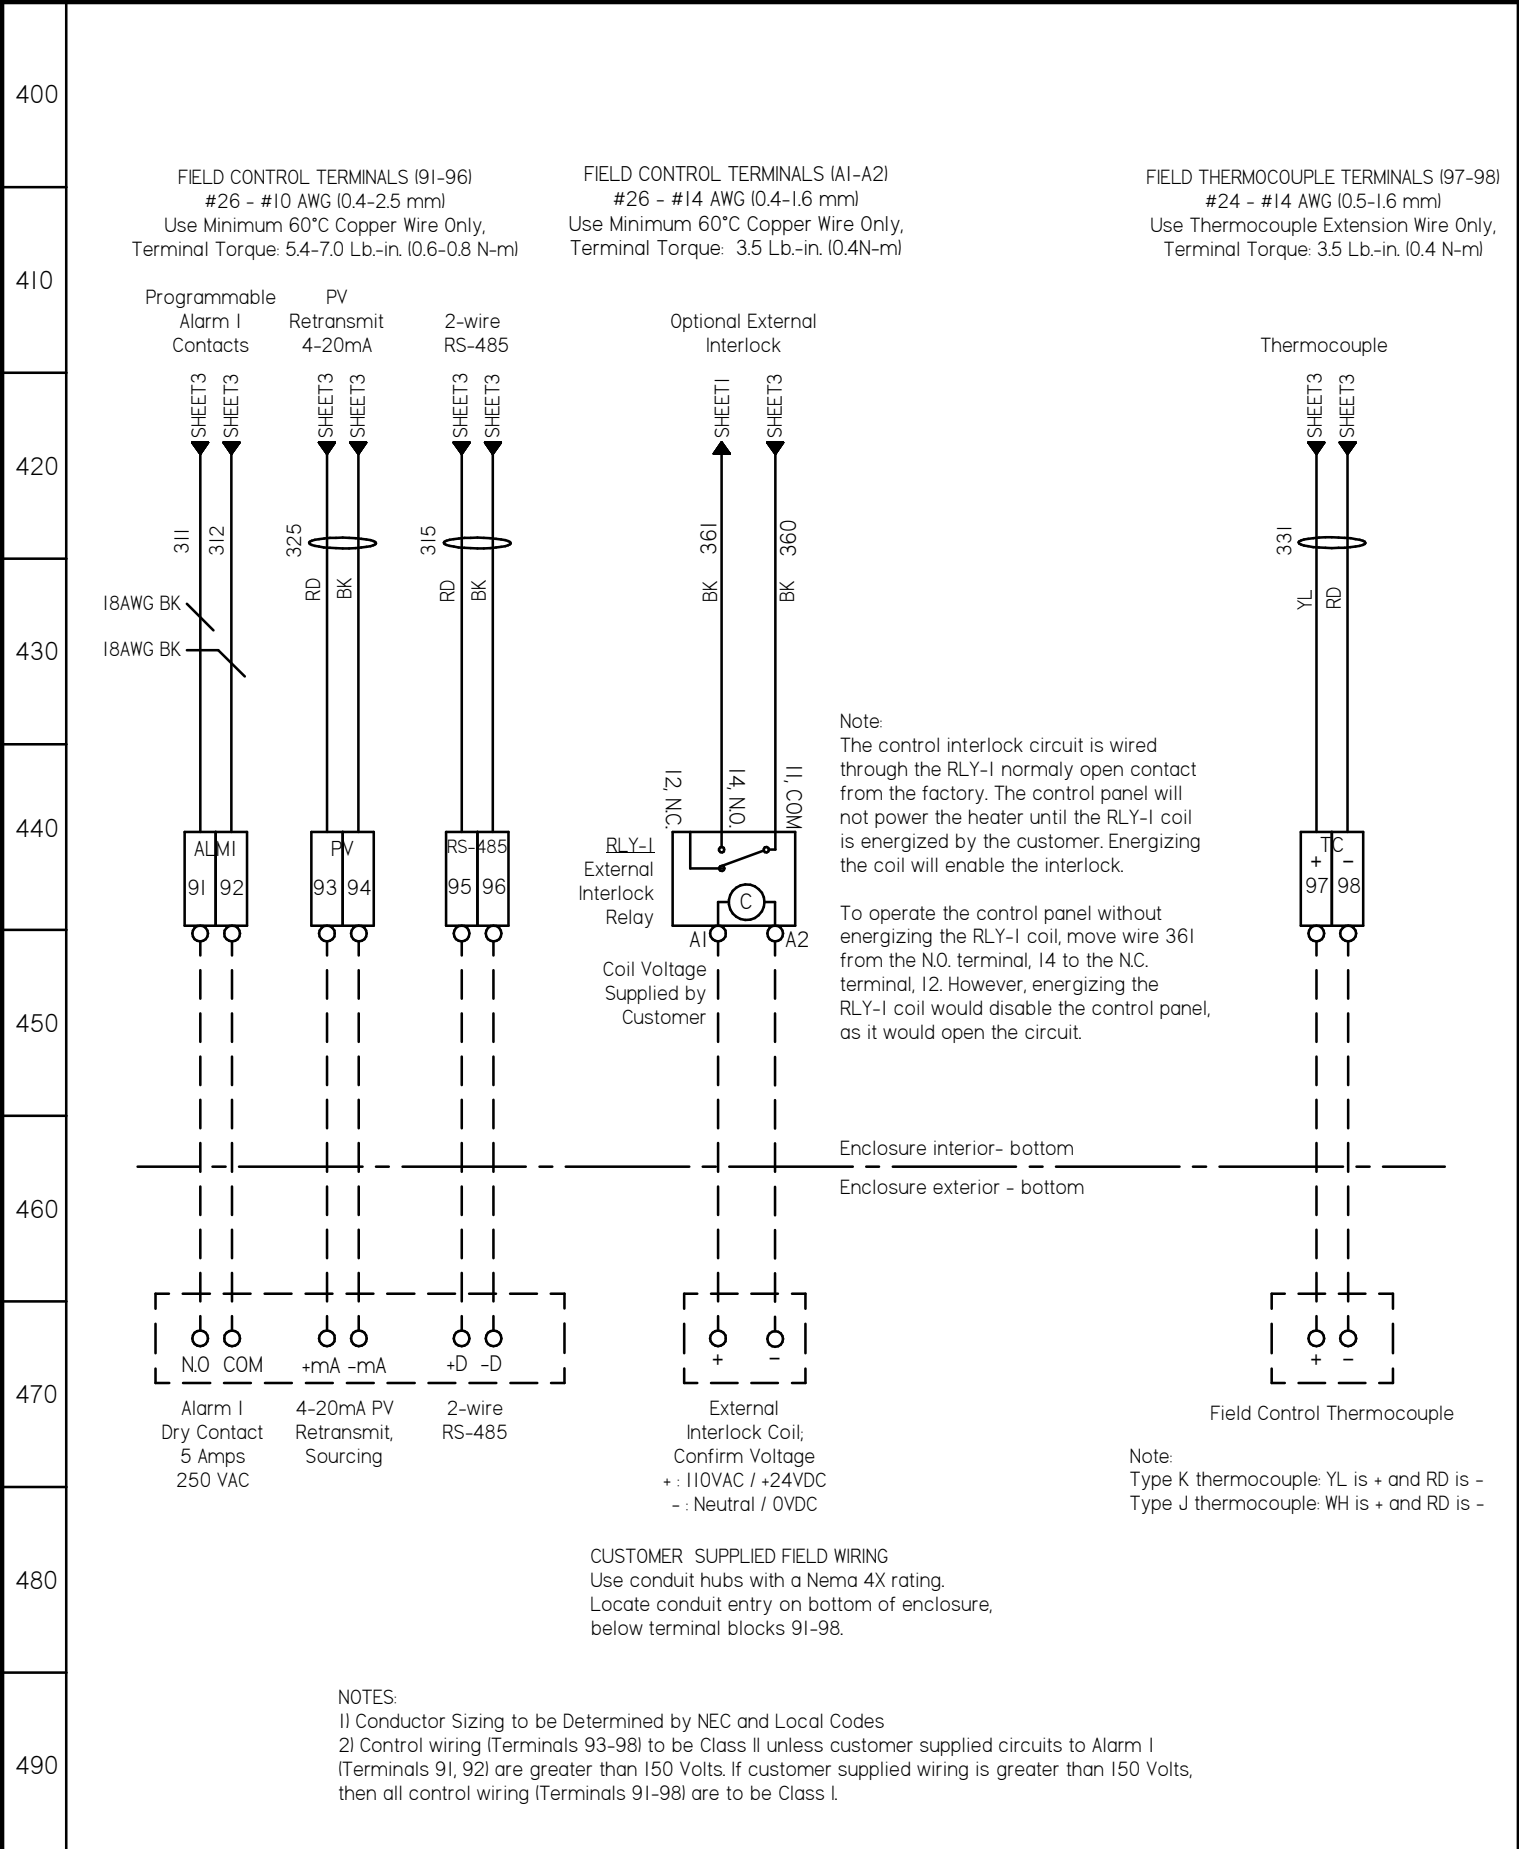 400
410
420
430
440
450
460
470
480
490
FIELD CONTROL TERMINALS (91-96)
#26 - #10 AWG (0.4-2.5 mm)
Use Minimum 60°C Copper Wire Only,
Terminal Torque: 5.4-7.0 Lb.-in. (0.6-0.8 N-m)
FIELD CONTROL TERMINALS (A1-A2)
#26 - #14 AWG (0.4-1.6 mm)
Use Minimum 60°C Copper Wire Only,
Terminal Torque: 3.5 Lb.-in. (0.4N-m)
FIELD THERMOCOUPLE TERMINALS (97-98)
#24 - #14 AWG (0.5-1.6 mm)
Use Thermocouple Extension Wire Only,
Terminal Torque: 3.5 Lb.-in. (0.4 N-m)
Programmable
Alarm 1
Contacts
PV
Retransmit
4-20mA
2-wire
RS-485
Optional External
Interlock
Thermocouple
SHEET3
SHEET3
SHEET3
SHEET3
SHEET3
SHEET3
SHEET1
SHEET3
SHEET3
SHEET3
311
312
325
315
361
360
331
RD
BK
RD
BK
BK
BK
YL
RD
18AWG BK
18AWG BK
12, N.C.
14, N.O.
11, COM
Note:
The control interlock circuit is wired
through the RLY-1 normaly open contact
from the factory. The control panel will
not power the heater until the RLY-1 coil
is energized by the customer. Energizing
the coil will enable the interlock.
To operate the control panel without
energizing the RLY-1 coil, move wire 361
from the N.O. terminal, 14 to the N.C.
terminal, 12. However, energizing the
RLY-1 coil would disable the control panel,
as it would open the circuit.
ALM1
91 92
PV
93 94
RS-485
95 96
RLY-1
External
Interlock
Relay
C
A1
A2
TC
+ -
97 98
Coil Voltage
Supplied by
Customer
Enclosure interior- bottom
Enclosure exterior - bottom
N.O COM
+mA -mA
+D -D
+ -
+ -
Alarm 1
Dry Contact
5 Amps
250 VAC
4-20mA PV
Retransmit,
Sourcing
2-wire
RS-485
External
Interlock Coil;
Confirm Voltage
+ : 110VAC / +24VDC
- : Neutral / 0VDC
Field Control Thermocouple
Note:
Type K thermocouple: YL is + and RD is -
Type J thermocouple: WH is + and RD is -
CUSTOMER SUPPLIED FIELD WIRING
Use conduit hubs with a Nema 4X rating.
Locate conduit entry on bottom of enclosure,
below terminal blocks 91-98.
NOTES:
1) Conductor Sizing to be Determined by NEC and Local Codes
2) Control wiring (Terminals 93-98) to be Class II unless customer supplied circuits to Alarm 1
(Terminals 91, 92) are greater than 150 Volts. If customer supplied wiring is greater than 150 Volts,
then all control wiring (Terminals 91-98) are to be Class I.